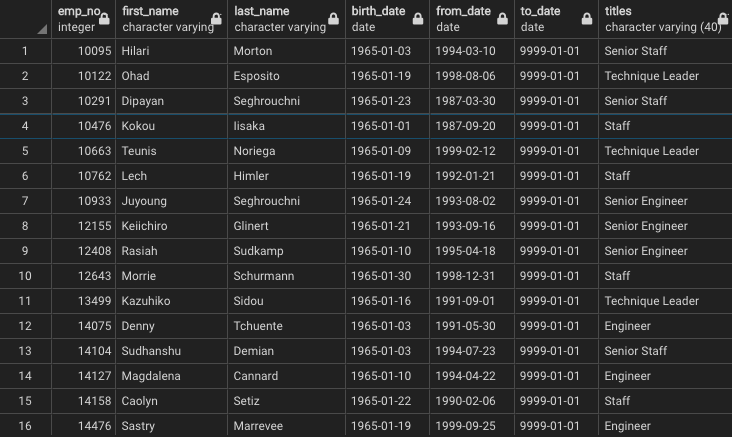 emp_no first_name last_name birth_date from_date to_date titles
integer character varying character varying date date date character varying (40)
1 10095 Hilari Morton 1965-01-03 1994-03-10 9999-01-01 Senior Staff
2 10122 Ohad Esposito 1965-01-19 1998-08-06 9999-01-01 Technique Leader
3 10291 Dipayan Seghrouchni 1965-01-23 1987-03-30 9999-01-01 Senior Staff
4 10476 Kokou Iisaka 1965-01-01 1987-09-20 9999-01-01 Staff
5 10663 Teunis Noriega 1965-01-09 1999-02-12 9999-01-01 Technique Leader
6 10762 Lech Himler 1965-01-19 1992-01-21 9999-01-01 Staff
7 10933 Juyoung Seghrouchni 1965-01-24 1993-08-02 9999-01-01 Senior Engineer
8 12155 Keiichiro Glinert 1965-01-21 1993-09-16 9999-01-01 Senior Engineer
9 12408 Rasiah Sudkamp 1965-01-10 1995-04-18 9999-01-01 Senior Engineer
10 12643 Morrie Schurmann 1965-01-30 1998-12-31 9999-01-01 Staff
11 13499 Kazuhiko Sidou 1965-01-16 1991-09-01 9999-01-01 Technique Leader
12 14075 Denny Tchuente 1965-01-03 1991-05-30 9999-01-01 Engineer
13 14104 Sudhanshu Demian 1965-01-03 1994-07-23 9999-01-01 Senior Staff
14 14127 Magdalena Cannard 1965-01-10 1994-04-22 9999-01-01 Engineer
15 14158 Caolyn Setiz 1965-01-22 1990-02-06 9999-01-01 Staff
16 14476 Sastry Marrevee 1965-01-19 1999-09-25 9999-01-01 Engineer